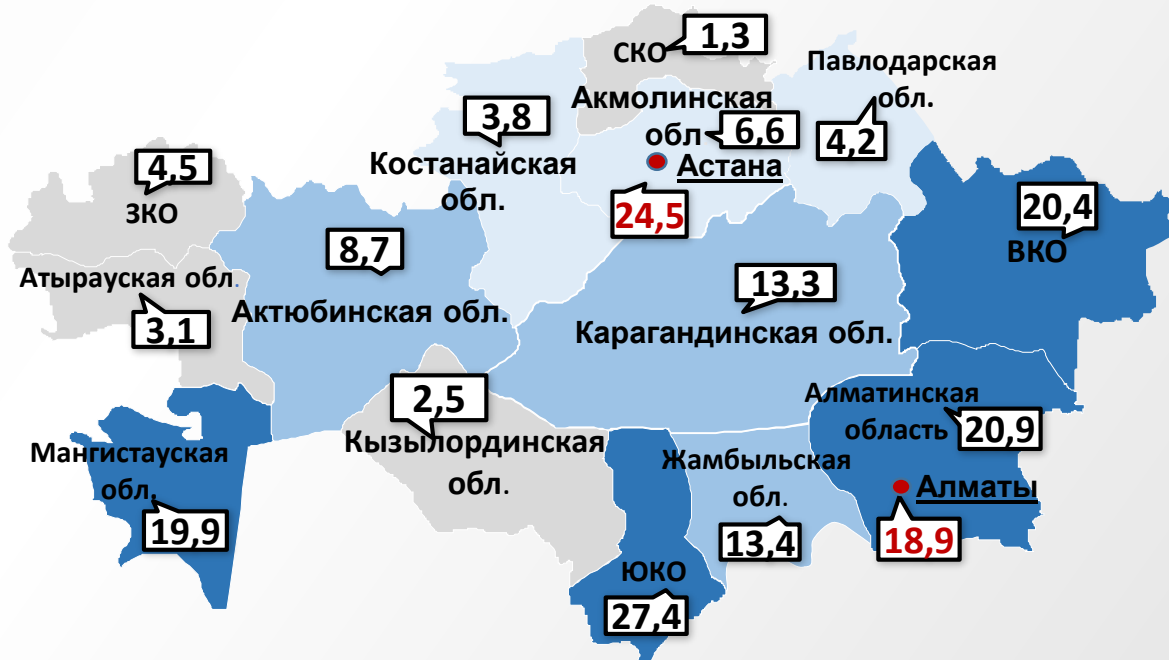 СКО
1,3
Павлодарская
обл.
4,2
Акмолинская
обл
6,6
Астана
24,5
3,8
Костанайская
обл.
4,5
ЗКО
20,4
ВКО
Атырауская обл.
3,1
8,7
Актюбинская обл.
13,3
Карагандинская обл.
2,5
Кызылординская
обл.
Алматинская
область
20,9
Мангистауская
обл.
19,9
Жамбыльская
обл.
13,4
Алматы
18,9
ЮКО
27,4